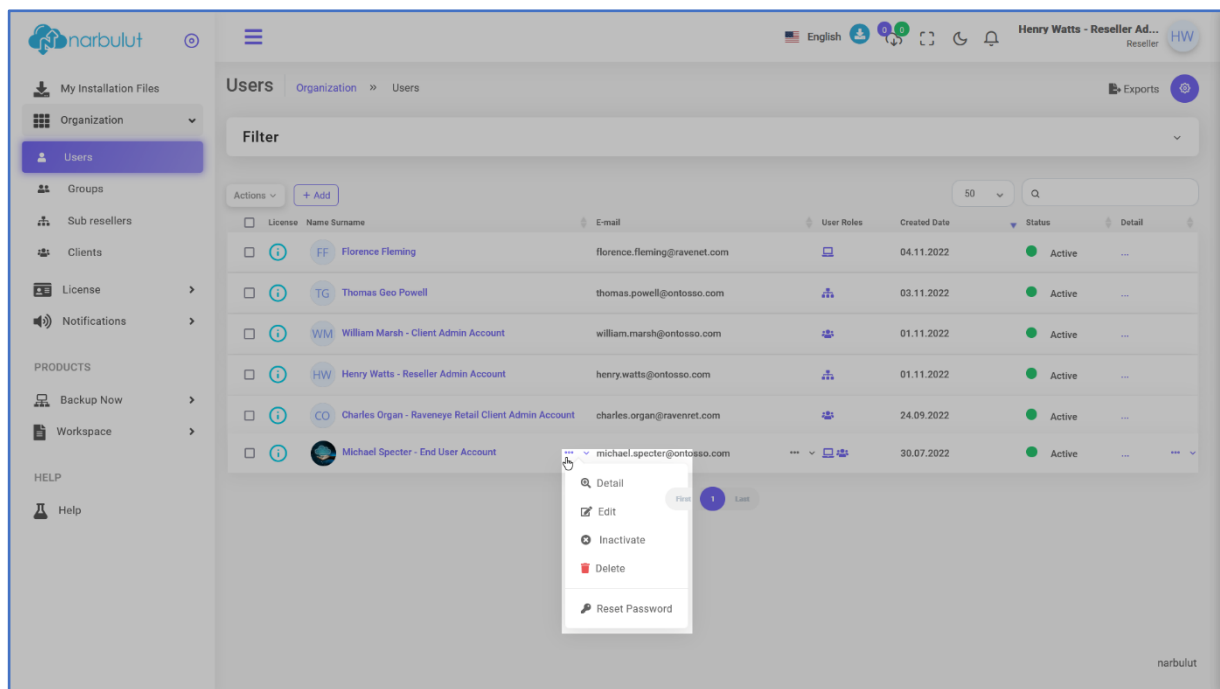 narbulut
English
0
0
Henry Watts - Reseller Ad...
Reseller
HW
My Installation Files
Organization
Users
Groups
Sub resellers
Clients
License
Notifications
PRODUCTS
Backup Now
Workspace
HELP
Help
Users Organization » Users
Exports
Filter
Actions
+ Add
50
License Name Surname E-mail User Roles Created Date Status Detail
FF Florence Fleming florence.fleming@ravenet.com 04.11.2022 Active ...
TG Thomas Geo Powell thomas.powell@ontosso.com 03.11.2022 Active ...
WM William Marsh - Client Admin Account william.marsh@ontosso.com 01.11.2022 Active ...
HW Henry Watts - Reseller Admin Account henry.watts@ontosso.com 01.11.2022 Active ...
CO Charles Organ - Raveneye Retail Client Admin Account charles.organ@ravenret.com 24.09.2022 Active ...
Michael Specter - End User Account ... michael.specter@ontosso.com ... 30.07.2022 Active ... ...
Detail
First 1 Last
Edit
Inactivate
Delete
Reset Password
narbulut